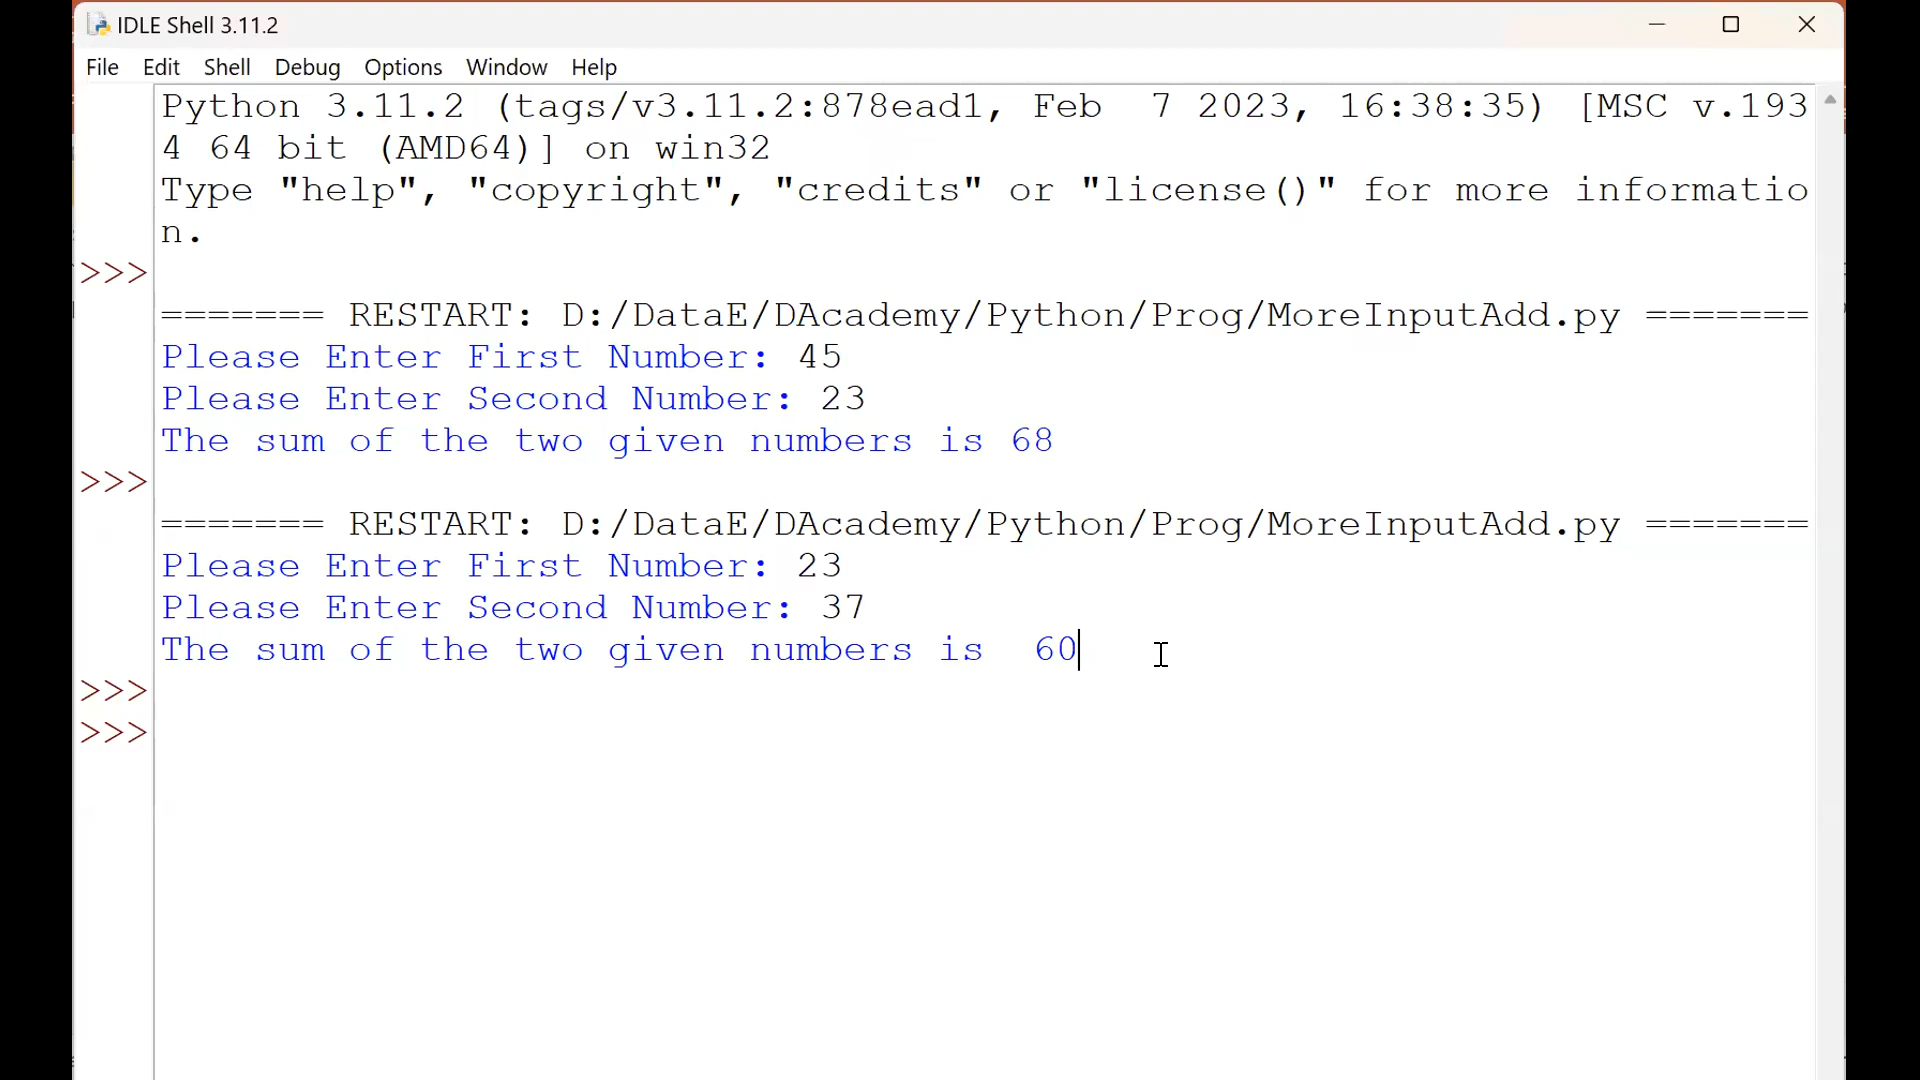 IDLE Shell 3.11.2
File Edit Shell Debug Options Window Help
Python 3.11.2 (tags/v3.11.2:878ead1, Feb  7 2023, 16:38:35) [MSC v.193
4 64 bit (AMD64)] on win32
Type "help", "copyright", "credits" or "license()" for more informatio
n.
>>>
======= RESTART: D:/DataE/DAcademy/Python/Prog/MoreInputAdd.py =======
Please Enter First Number: 45
Please Enter Second Number: 23
The sum of the two given numbers is 68
>>>
======= RESTART: D:/DataE/DAcademy/Python/Prog/MoreInputAdd.py =======
Please Enter First Number: 23
Please Enter Second Number: 37
The sum of the two given numbers is  60
>>>
>>>